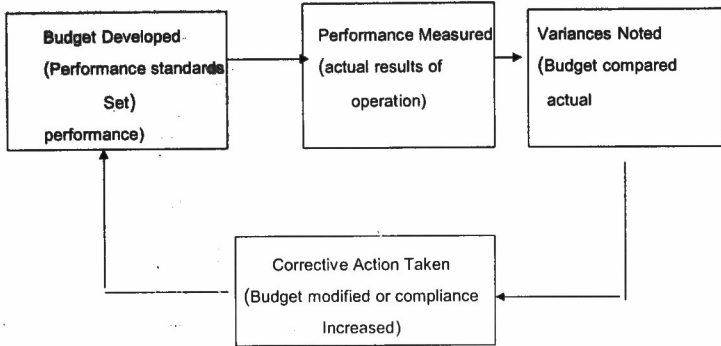 Budget Developed
(Performance standards
Set)
performance)
Performance Measured
(actual results of
operation)
Variances Noted
(Budget compared
actual
Corrective Action Taken
(Budget modified or compliance
Increased)